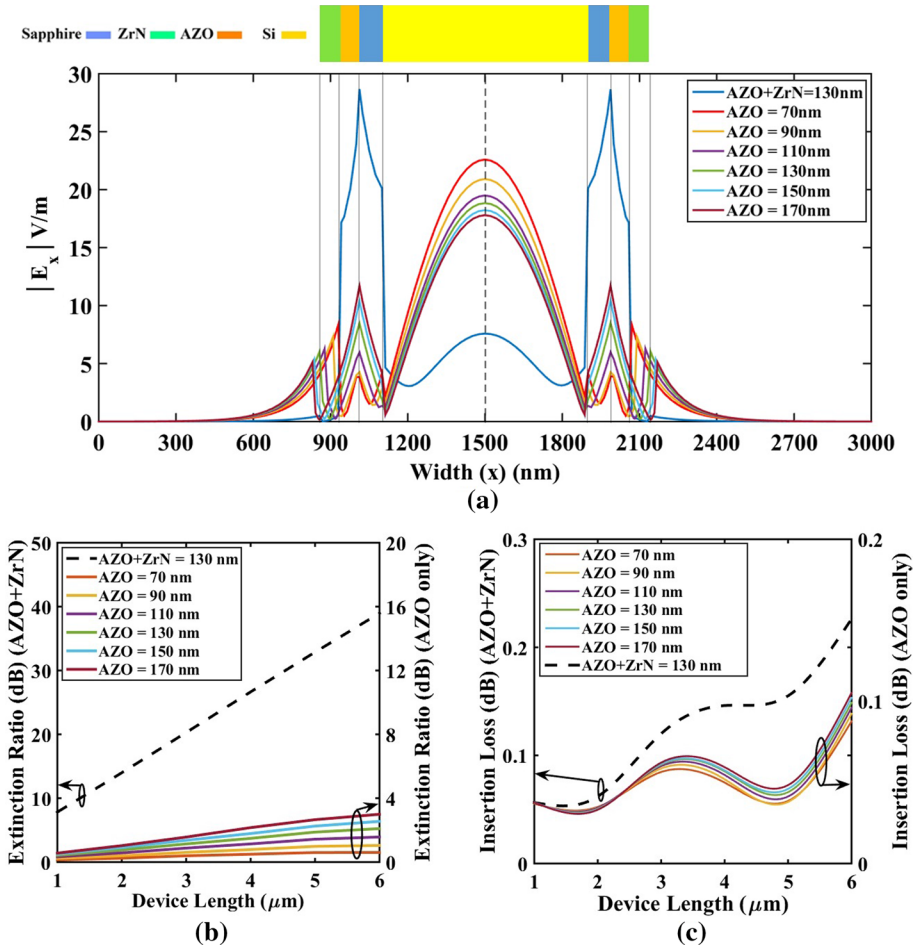 Sapphire ZrN AZO Si
30
25
20
15
10
5
0
| E_x | V/m
AZO+ZrN=130nm
AZO = 70nm
AZO = 90nm
AZO = 110nm
AZO = 130nm
AZO = 150nm
AZO = 170nm
0 300 600 900 1200 1500 1800 2100 2400 2700 3000
Width (x) (nm)
(a)
Extinction Ratio (dB) (AZO+ZrN)
50
40
30
20
10
0
AZO+ZrN = 130 nm
AZO = 70 nm
AZO = 90 nm
AZO = 110 nm
AZO = 130 nm
AZO = 150 nm
AZO = 170 nm
20
16
12
8
4
0
Extinction Ratio (dB) (AZO only)
1 2 3 4 5 6
Device Length (μm)
(b)
Insertion Loss (dB) (AZO+ZrN)
0.3
0.2
0.1
0
AZO = 70 nm
AZO = 90 nm
AZO = 110 nm
AZO = 130 nm
AZO = 150 nm
AZO = 170 nm
AZO+ZrN = 130 nm
0.2
0.1
0
Insertion Loss (dB) (AZO only)
1 2 3 4 5 6
Device Length (μm)
(c)